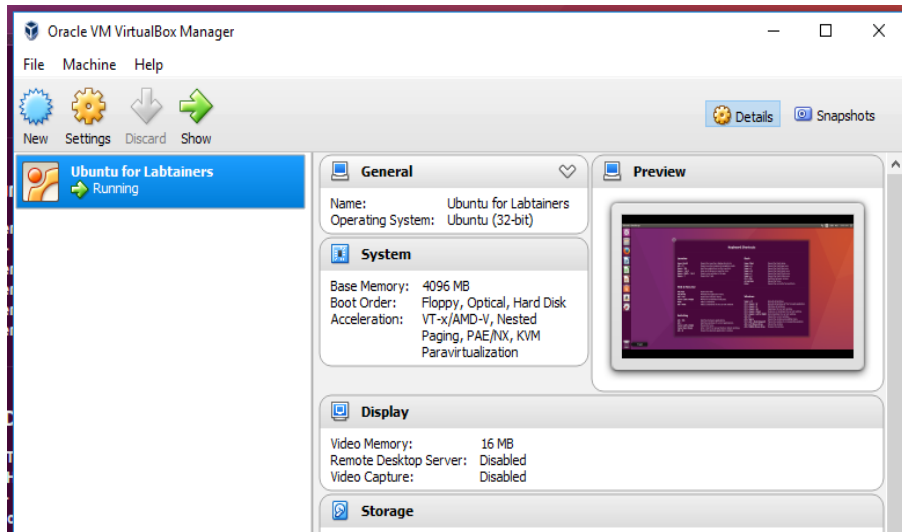 Oracle VM VirtualBox Manager
File Machine Help
New Settings Discard Show
Details Snapshots
Ubuntu for Labtainers
Running
General
Name: Ubuntu for Labtainers
Operating System: Ubuntu (32-bit)
System
Base Memory: 4096 MB
Boot Order: Floppy, Optical, Hard Disk
Acceleration: VT-x/AMD-V, Nested
Paging, PAE/NX, KVM
Paravirtualization
Preview
Keyboard Shortcuts
Display
Video Memory: 16 MB
Remote Desktop Server: Disabled
Video Capture: Disabled
Storage